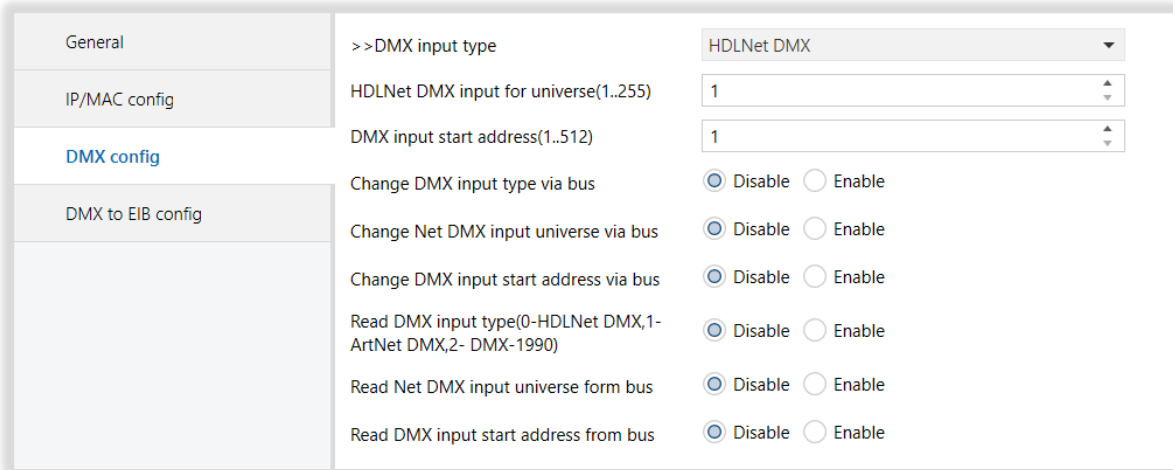 General
IP/MAC config
DMX config
DMX to EIB config
>>DMX input type HDLNet DMX
HDLNet DMX input for universe(1..255) 1
DMX input start address(1..512) 1
Change DMX input type via bus Disable Enable
Change Net DMX input universe via bus Disable Enable
Change DMX input start address via bus Disable Enable
Read DMX input type(0-HDLNet DMX,1-
ArtNet DMX,2- DMX-1990) Disable Enable
Read Net DMX input universe form bus Disable Enable
Read DMX input start address from bus Disable Enable